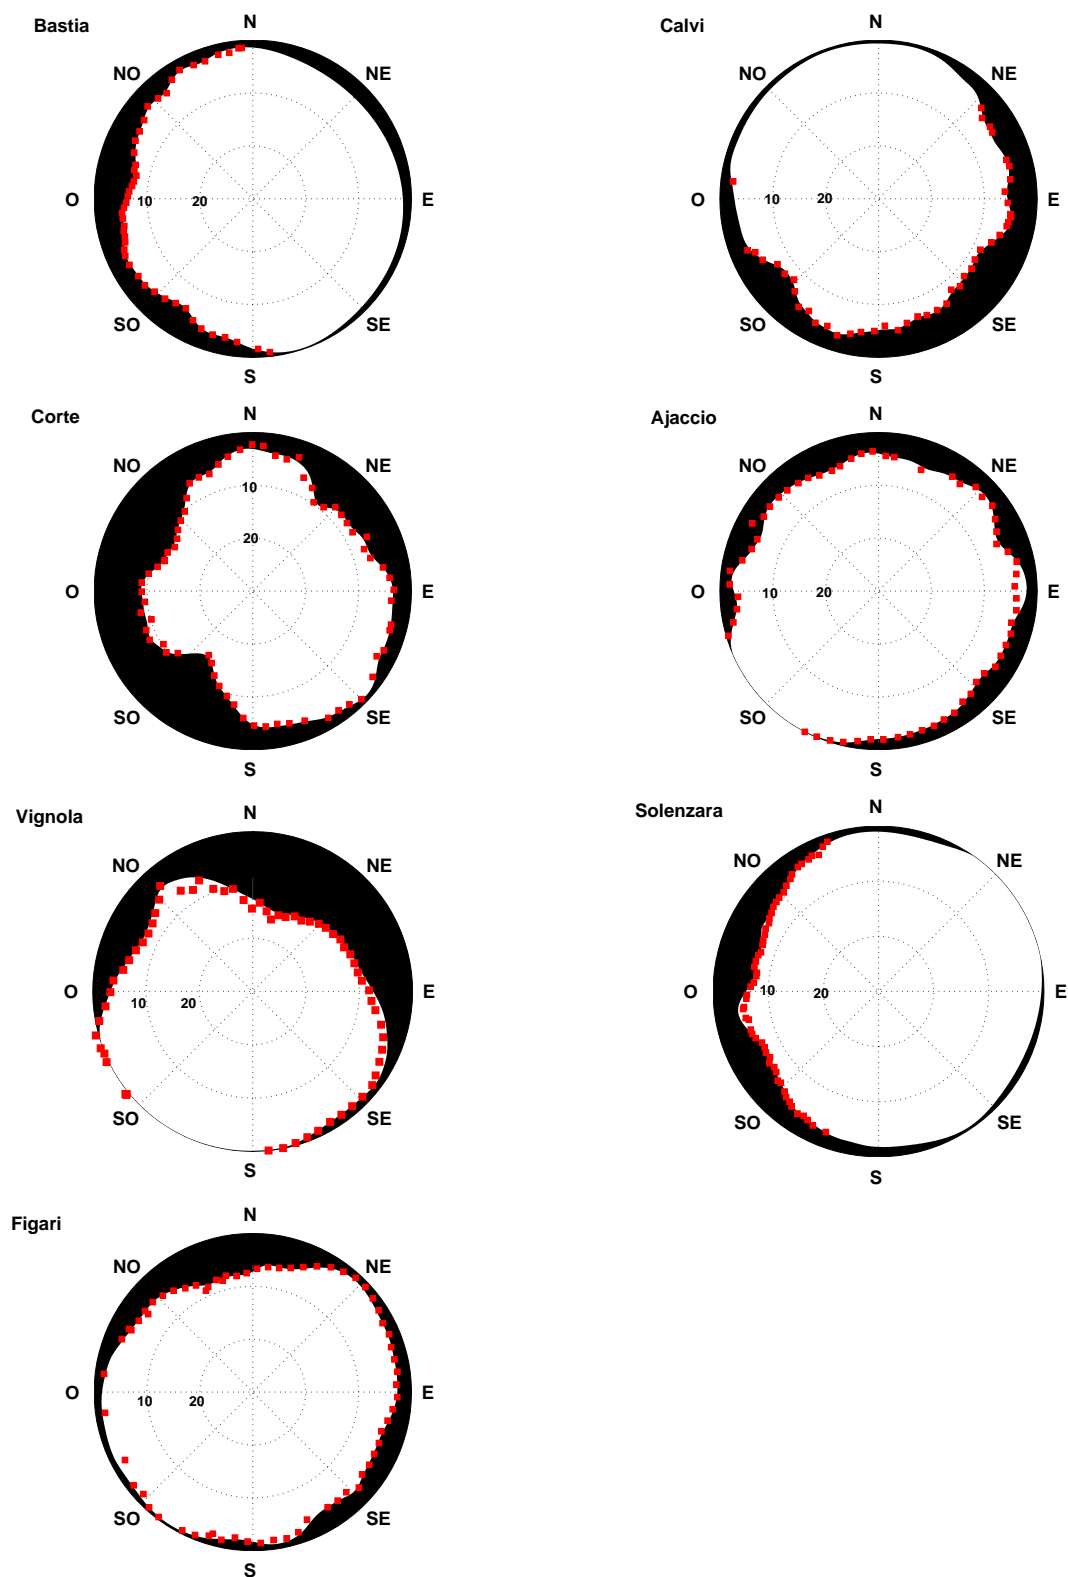 Bastia
N
NO
NE
O
10
20
E
SO
SE
S
Calvi
N
NO
NE
O
10
20
E
SO
SE
S
Corte
N
NO
NE
10
20
O
E
SO
SE
S
Ajaccio
N
NO
NE
O
10
20
E
SO
SE
S
Vignola
N
NO
NE
O
10
20
E
SO
SE
S
Solenzara
N
NO
NE
O
10
20
E
SO
SE
S
Figari
N
NO
NE
O
10
20
E
SO
SE
S